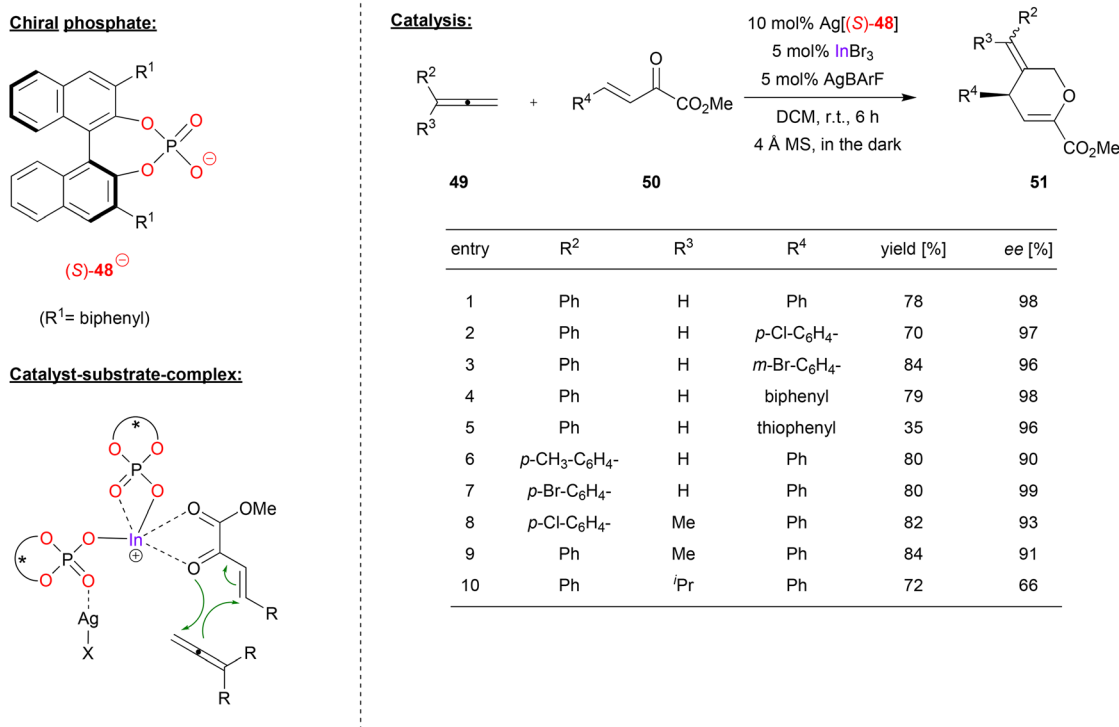 Chiral phosphate:
R¹
O
O
P
O
O⊖
R¹
(S)-48⊖
(R¹= biphenyl)
Catalyst-substrate-complex:
*
O O
P
O O
O O OMe
* P In
⊕
O O O
Ag R
X
R
R
Catalysis:
10 mol% Ag[(S)-48]
5 mol% InBr₃
5 mol% AgBArF
DCM, r.t., 6 h
4 Å MS, in the dark
R²
R³
+
O
R⁴
CO₂Me
R²
R³
R⁴
O
CO₂Me
49 50 51
entry R² R³ R⁴ yield [%] ee [%]
1 Ph H Ph 78 98
2 Ph H p-Cl-C₆H₄- 70 97
3 Ph H m-Br-C₆H₄- 84 96
4 Ph H biphenyl 79 98
5 Ph H thiophenyl 35 96
6 p-CH₃-C₆H₄- H Ph 80 90
7 p-Br-C₆H₄- H Ph 80 99
8 p-Cl-C₆H₄- Me Ph 82 93
9 Ph Me Ph 84 91
10 Ph ⁱPr Ph 72 66